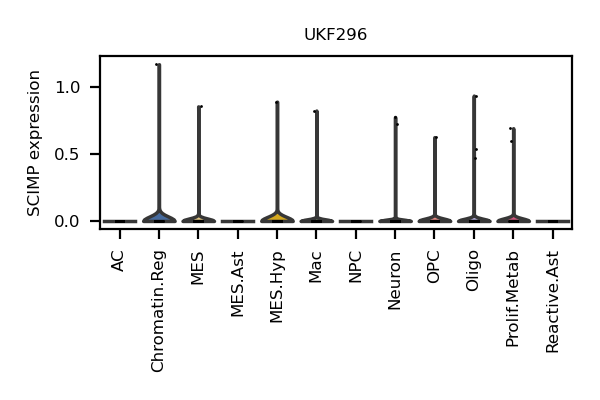 UKF296
SCIMP expression
1.0
0.5
0.0
AC
Chromatin.Reg
MES
MES.Ast
MES.Hyp
Mac
NPC
Neuron
OPC
Oligo
Prolif.Metab
Reactive.Ast